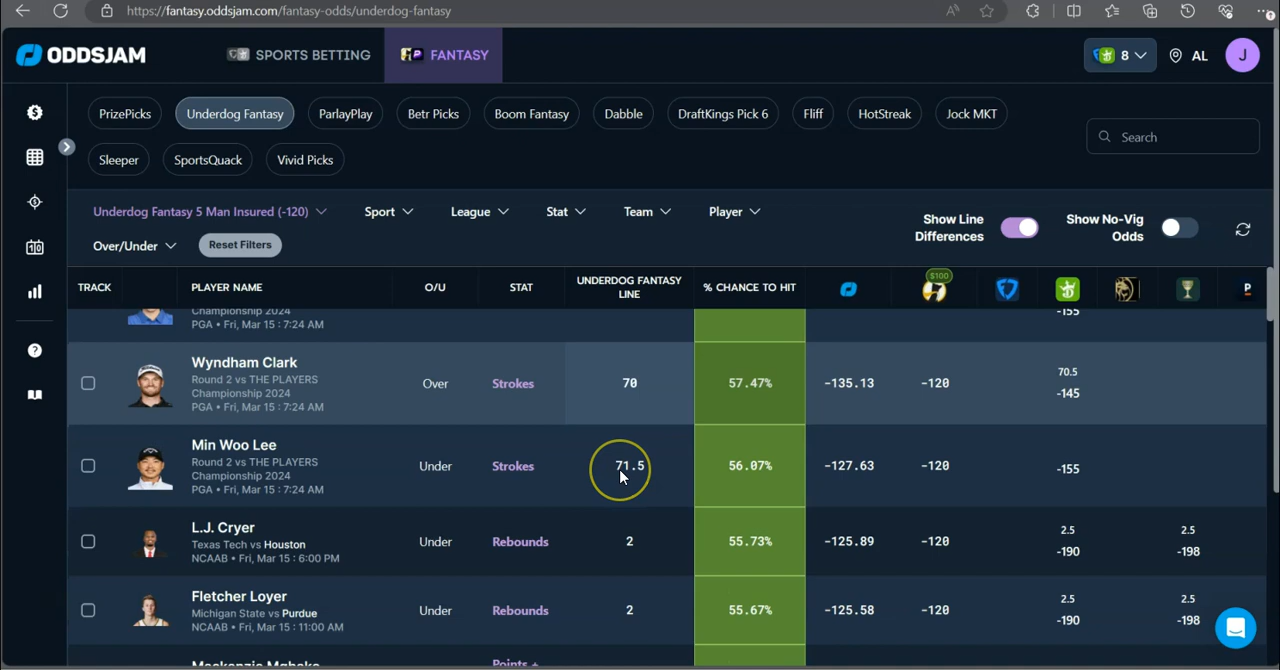 https://fantasy.oddsjam.com/fantasy-odds/underdog-fantasy
ODDSJAM
SPORTS BETTING
FANTASY
8
AL
J
PrizePicks
Underdog Fantasy
ParlayPlay
Betr Picks
Boom Fantasy
Dabble
DraftKings Pick 6
Fliff
HotStreak
Jock MKT
Search
Sleeper
SportsQuack
Vivid Picks
Underdog Fantasy 5 Man Insured (-120)
Sport
League
Stat
Team
Player
Show Line
Differences
Show No-Vig
Odds
Over/Under
Reset Filters
TRACK
PLAYER NAME
O/U
STAT
UNDERDOG FANTASY
LINE
% CHANCE TO HIT
$100
P
Championship 2024
PGA • Fri, Mar 15 : 7:24 AM
-155
Wyndham Clark
Round 2 vs THE PLAYERS
Championship 2024
PGA • Fri, Mar 15 : 7:24 AM
Over
Strokes
70
57.47%
-135.13
-120
70.5
-145
Min Woo Lee
Round 2 vs THE PLAYERS
Championship 2024
PGA • Fri, Mar 15 : 7:24 AM
Under
Strokes
71.5
56.07%
-127.63
-120
-155
L.J. Cryer
Texas Tech vs Houston
NCAAB • Fri, Mar 15 : 6:00 PM
Under
Rebounds
2
55.73%
-125.89
-120
2.5
-190
2.5
-198
Fletcher Loyer
Michigan State vs Purdue
NCAAB • Fri, Mar 15 : 11:00 AM
Under
Rebounds
2
55.67%
-125.58
-120
2.5
-190
2.5
-198
Points +